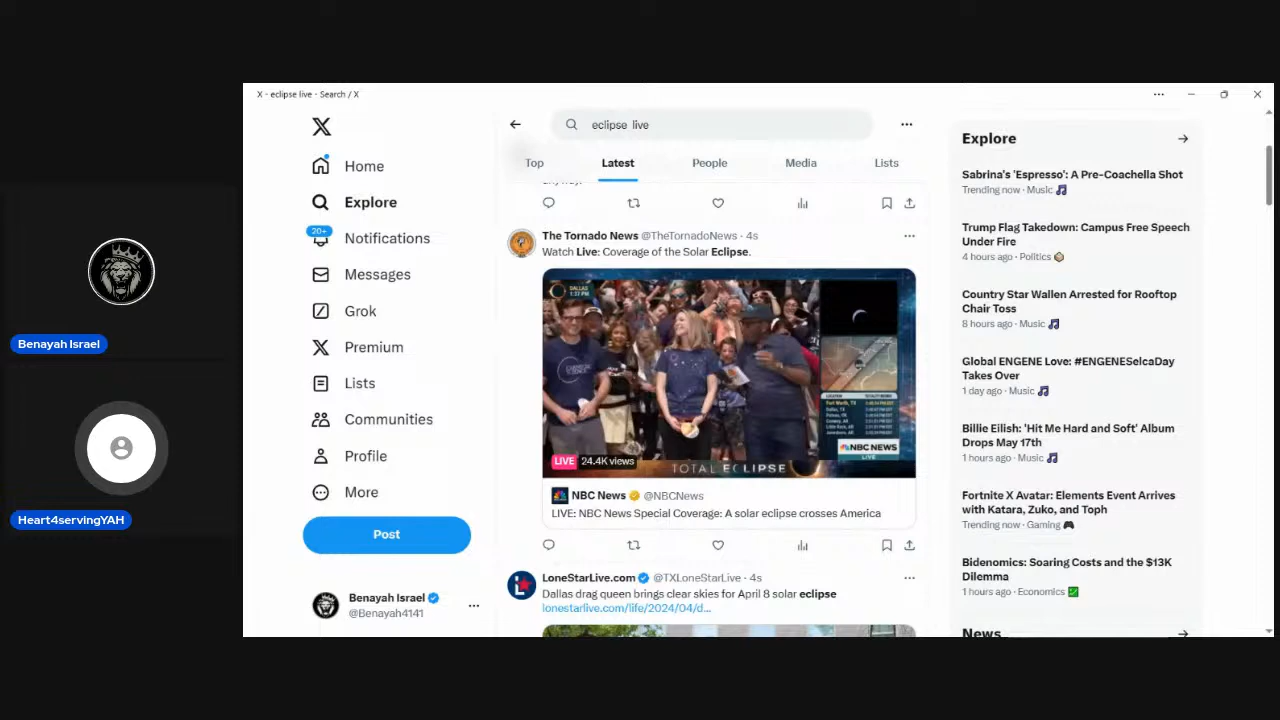 X - eclipse live - Search / X
Benayah Israel
Heart4servingYAH
Home
Explore
20+
Notifications
Messages
Grok
Premium
Lists
Communities
Profile
More
Post
Benayah Israel
@Benayah4141
eclipse live
Top
Latest
People
Media
Lists
The Tornado News @TheTornadoNews · 4s
Watch Live: Coverage of the Solar Eclipse.
DALLAS
1:37 PM
NBC NEWS
LIVE
LIVE 24.4K views
TOTAL ECLIPSE
NBC News @NBCNews
LIVE: NBC News Special Coverage: A solar eclipse crosses America
LoneStarLive.com @TXLoneStarLive · 4s
Dallas drag queen brings clear skies for April 8 solar eclipse
lonestarlive.com/life/2024/04/d...
Explore
Sabrina's 'Espresso': A Pre-Coachella Shot
Trending now · Music
Trump Flag Takedown: Campus Free Speech
Under Fire
4 hours ago · Politics
Country Star Wallen Arrested for Rooftop
Chair Toss
8 hours ago · Music
Global ENGENE Love: #ENGENESelcaDay
Takes Over
1 day ago · Music
Billie Eilish: 'Hit Me Hard and Soft' Album
Drops May 17th
1 hours ago · Music
Fortnite X Avatar: Elements Event Arrives
with Katara, Zuko, and Toph
Trending now · Gaming
Bidenomics: Soaring Costs and the $13K
Dilemma
1 hours ago · Economics
News